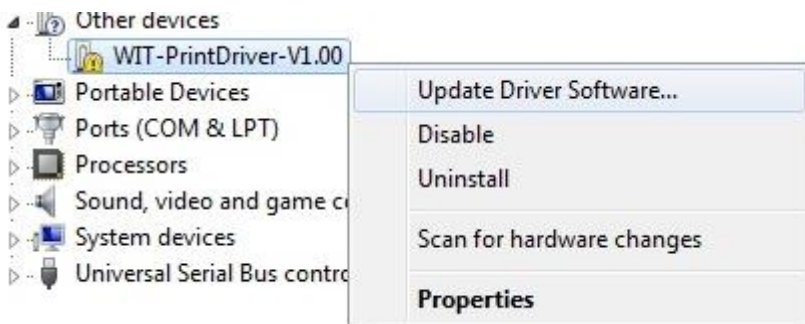 Other devices
WIT-PrintDriver-V1.00
Portable Devices
Ports (COM & LPT)
Processors
Sound, video and game c
System devices
Universal Serial Bus contro
Update Driver Software...
Disable
Uninstall
Scan for hardware changes
Properties